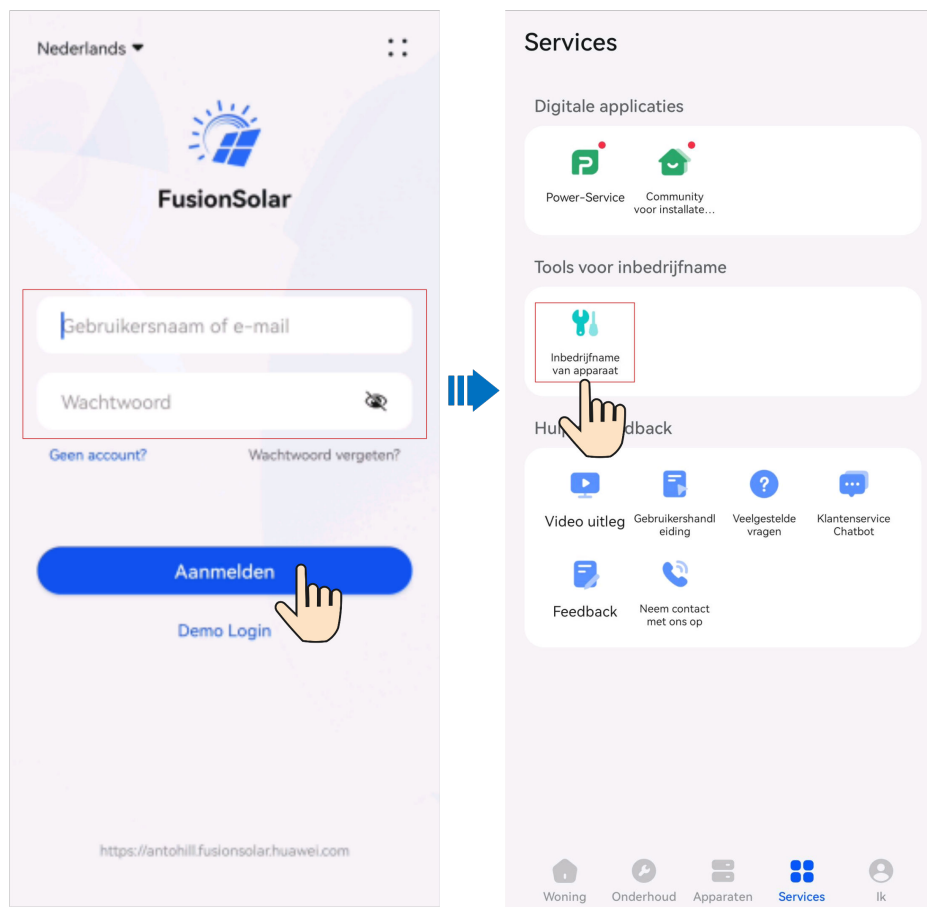 Nederlands
FusionSolar
Gebruikersnaam of e-mail
Wachtwoord
Geen account?
Wachtwoord vergeten?
Aanmelden
Demo Login
https://antohill.fusionsolar.huawei.com
Services
Digitale applicaties
Power-Service
Community
voor installate...
Tools voor inbedrijfname
Inbedrijfname
van apparaat
Video uitleg
Gebruikershandl
eiding
Veelgestelde
vragen
Klantenservice
Chatbot
Feedback
Neem contact
met ons op
Woning
Onderhoud
Apparaten
Services
Ik